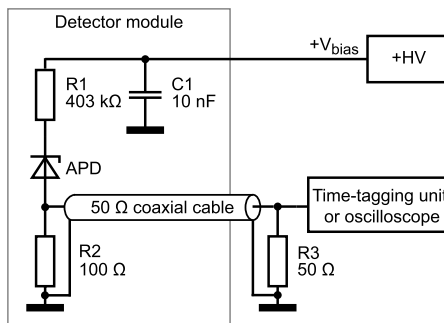 Detector module
+Vbias
+HV
R1
403 kΩ
C1
10 nF
APD
50 Ω coaxial cable
Time-tagging unit
or oscilloscope
R2
100 Ω
R3
50 Ω